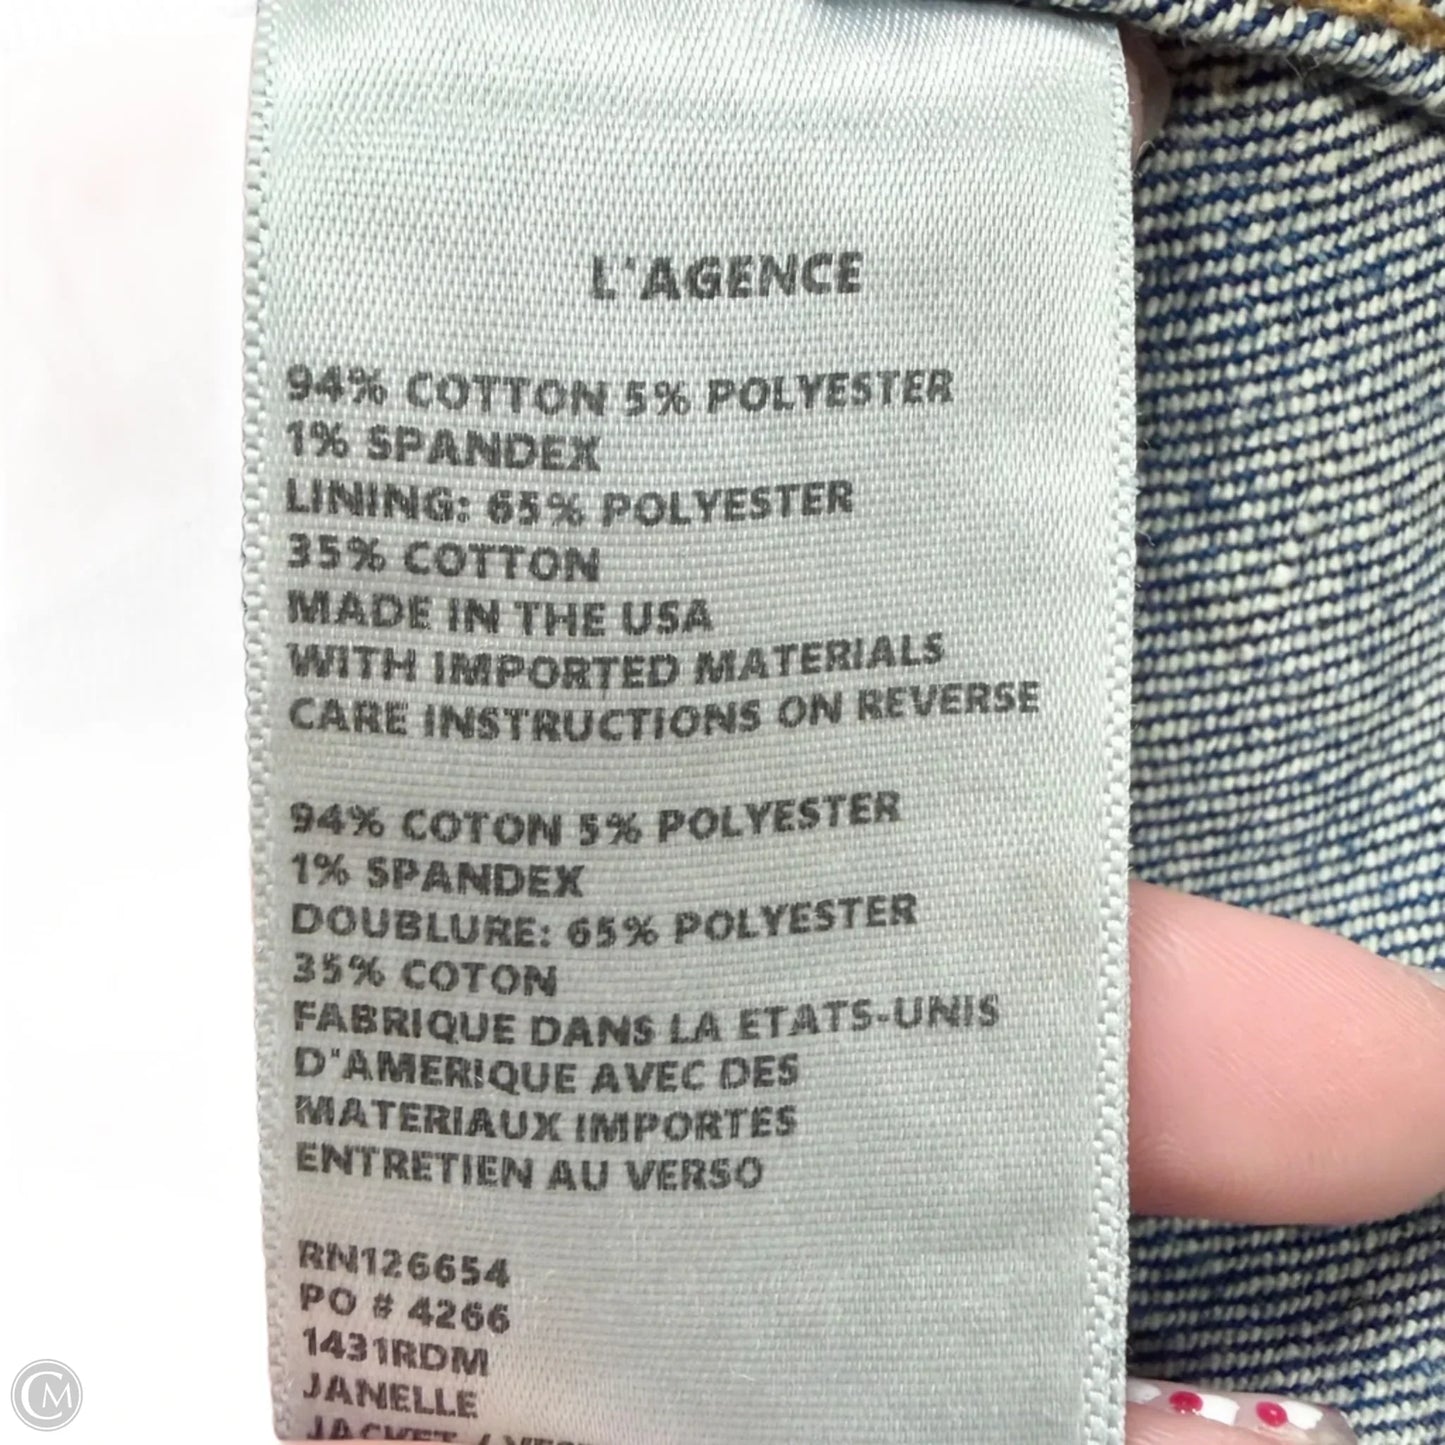 L'AGENCE
94% COTTON 5% POLYESTER
1% SPANDEX
LINING: 65% POLYESTER
35% COTTON
MADE IN THE USA
WITH IMPORTED MATERIALS
CARE INSTRUCTIONS ON REVERSE
94% COTON 5% POLYESTER
1% SPANDEX
DOUBLURE: 65% POLYESTER
35% COTON
FABRIQUE DANS LA ETATS-UNIS
D'AMERIQUE AVEC DES
MATERIAUX IMPORTES
ENTRETIEN AU VERSO
RN126654
PO # 4266
1431RDM
JANELLE
JACKET /
CM